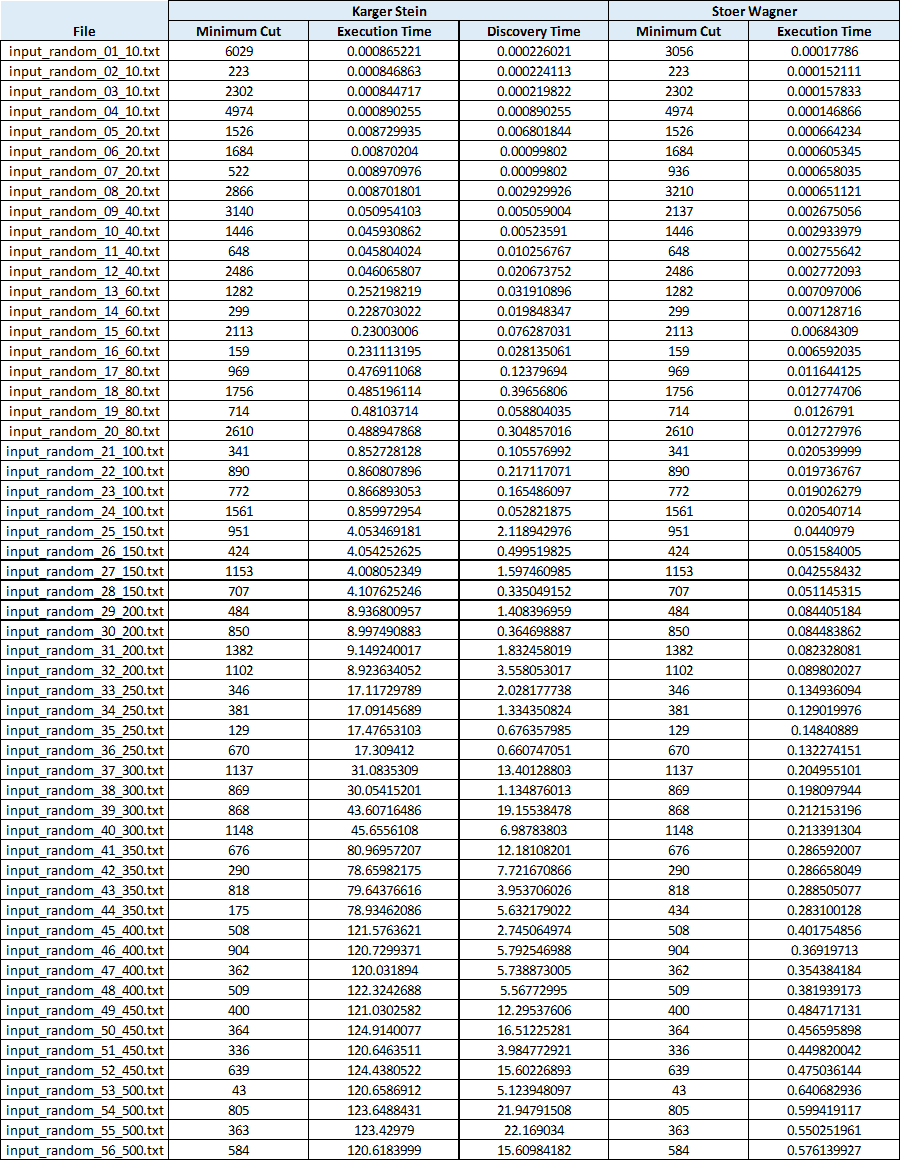 Karger Stein Stoer Wagner
File Minimum Cut Execution Time Discovery Time Minimum Cut Execution Time
input_random_01_10.txt 6029 0.000865221 0.000226021 3056 0.00017786
input_random_02_10.txt 223 0.000846863 0.000224113 223 0.000152111
input_random_03_10.txt 2302 0.000844717 0.000219822 2302 0.000157833
input_random_04_10.txt 4974 0.000890255 0.000890255 4974 0.000146866
input_random_05_20.txt 1526 0.008729935 0.006801844 1526 0.000664234
input_random_06_20.txt 1684 0.00870204 0.00099802 1684 0.000605345
input_random_07_20.txt 522 0.008970976 0.00099802 936 0.000658035
input_random_08_20.txt 2866 0.008701801 0.002929926 3210 0.000651121
input_random_09_40.txt 3140 0.050954103 0.005059004 2137 0.002675056
input_random_10_40.txt 1446 0.045930862 0.00523591 1446 0.002933979
input_random_11_40.txt 648 0.045804024 0.010256767 648 0.002755642
input_random_12_40.txt 2486 0.046065807 0.020673752 2486 0.002772093
input_random_13_60.txt 1282 0.252198219 0.031910896 1282 0.007097006
input_random_14_60.txt 299 0.228703022 0.019848347 299 0.007128716
input_random_15_60.txt 2113 0.23003006 0.076287031 2113 0.00684309
input_random_16_60.txt 159 0.231113195 0.028135061 159 0.006592035
input_random_17_80.txt 969 0.476911068 0.12379694 969 0.011644125
input_random_18_80.txt 1756 0.485196114 0.39656806 1756 0.012774706
input_random_19_80.txt 714 0.48103714 0.058804035 714 0.0126791
input_random_20_80.txt 2610 0.488947868 0.304857016 2610 0.012727976
input_random_21_100.txt 341 0.852728128 0.105576992 341 0.020539999
input_random_22_100.txt 890 0.860807896 0.217117071 890 0.019736767
input_random_23_100.txt 772 0.866893053 0.165486097 772 0.019026279
input_random_24_100.txt 1561 0.859972954 0.052821875 1561 0.020540714
input_random_25_150.txt 951 4.053469181 2.118942976 951 0.0440979
input_random_26_150.txt 424 4.054252625 0.499519825 424 0.051584005
input_random_27_150.txt 1153 4.008052349 1.597460985 1153 0.042558432
input_random_28_150.txt 707 4.107625246 0.335049152 707 0.051145315
input_random_29_200.txt 484 8.936800957 1.408396959 484 0.084405184
input_random_30_200.txt 850 8.997490883 0.364698887 850 0.084483862
input_random_31_200.txt 1382 9.149240017 1.832458019 1382 0.082328081
input_random_32_200.txt 1102 8.923634052 3.558053017 1102 0.089802027
input_random_33_250.txt 346 17.11729789 2.028177738 346 0.134936094
input_random_34_250.txt 381 17.09145689 1.334350824 381 0.129019976
input_random_35_250.txt 129 17.47653103 0.676357985 129 0.14840889
input_random_36_250.txt 670 17.309412 0.660747051 670 0.132274151
input_random_37_300.txt 1137 31.0835309 13.40128803 1137 0.204955101
input_random_38_300.txt 869 30.05415201 1.134876013 869 0.198097944
input_random_39_300.txt 868 43.60716486 19.15538478 868 0.212153196
input_random_40_300.txt 1148 45.6556108 6.98783803 1148 0.213391304
input_random_41_350.txt 676 80.96957207 12.18108201 676 0.286592007
input_random_42_350.txt 290 78.65982175 7.721670866 290 0.286658049
input_random_43_350.txt 818 79.64376616 3.953706026 818 0.288505077
input_random_44_350.txt 175 78.93462086 5.632179022 434 0.283100128
input_random_45_400.txt 508 121.5763621 2.745064974 508 0.401754856
input_random_46_400.txt 904 120.7299371 5.792546988 904 0.36919713
input_random_47_400.txt 362 120.031894 5.738873005 362 0.354384184
input_random_48_400.txt 509 122.3242688 5.56772995 509 0.381939173
input_random_49_450.txt 400 121.0302582 12.29537606 400 0.484717131
input_random_50_450.txt 364 124.9140077 16.51225281 364 0.456595898
input_random_51_450.txt 336 120.6463511 3.984772921 336 0.449820042
input_random_52_450.txt 639 124.4380522 15.60226893 639 0.475036144
input_random_53_500.txt 43 120.6586912 5.123948097 43 0.640682936
input_random_54_500.txt 805 123.6488431 21.94791508 805 0.599419117
input_random_55_500.txt 363 123.42979 22.169034 363 0.550251961
input_random_56_500.txt 584 120.6183999 15.60984182 584 0.576139927